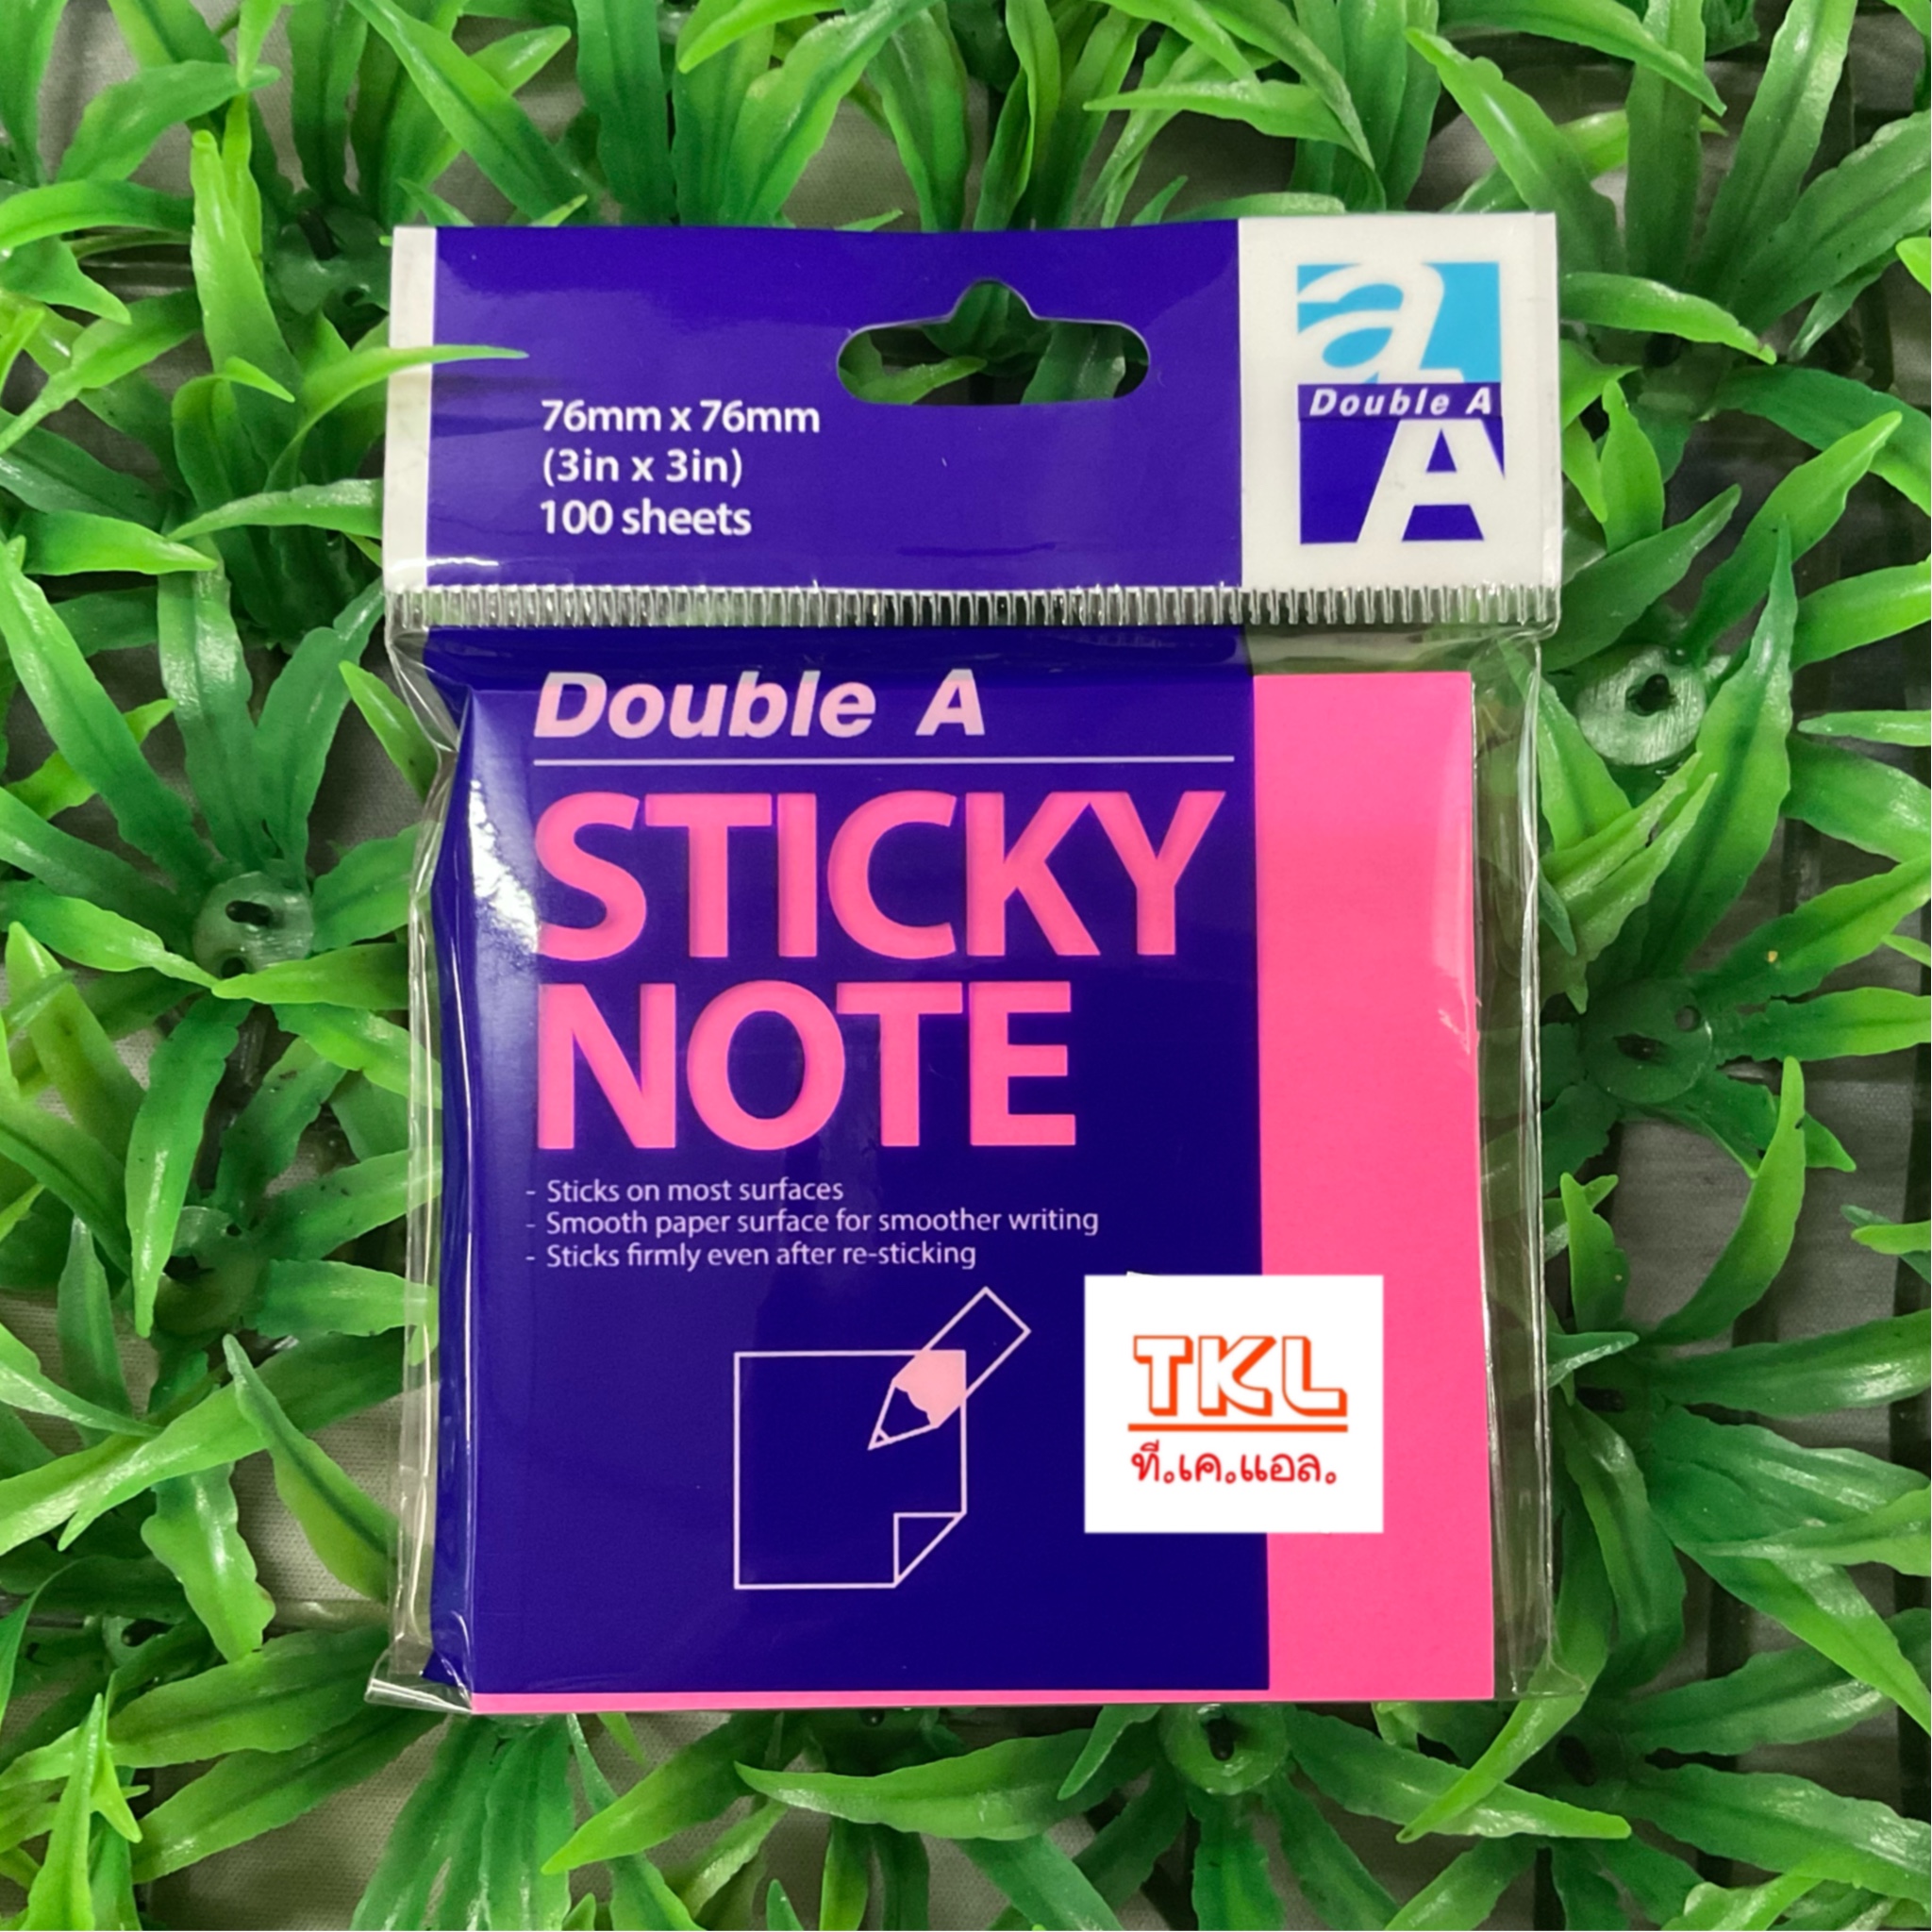 76mm x 76mm
(3in x 3in)
100 sheets
a
Double A
A
Double A
STICKY
NOTE
- Sticks on most surfaces
- Smooth paper surface for smoother writing
- Sticks firmly even after re-sticking
TKL
ที.เค.แอล.